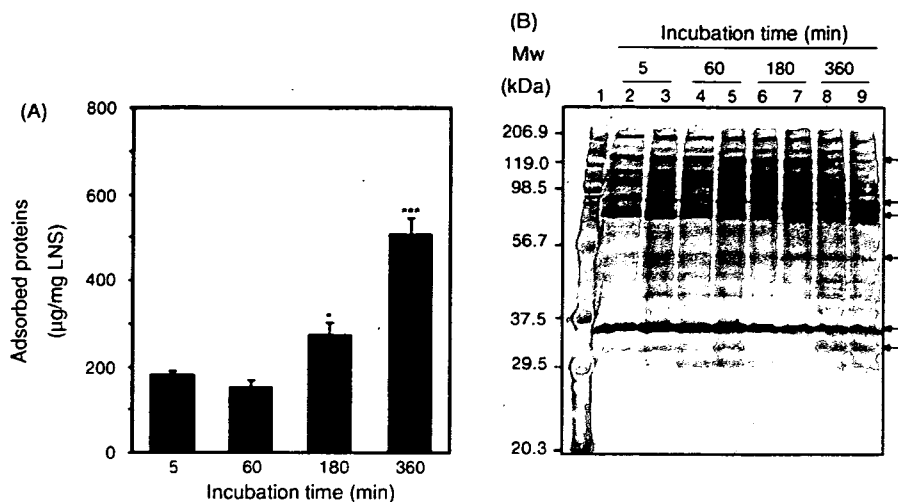 (A)
800
600
400
200
0
Adsorbed proteins
(µg/mg LNS)
*
***
5 60 180 360
Incubation time (min)
(B)
Incubation time (min)
Mw
(kDa)
5 60 180 360
1 2 3 4 5 6 7 8 9
206.9
119.0
98.5
56.7
37.5
29.5
20.3